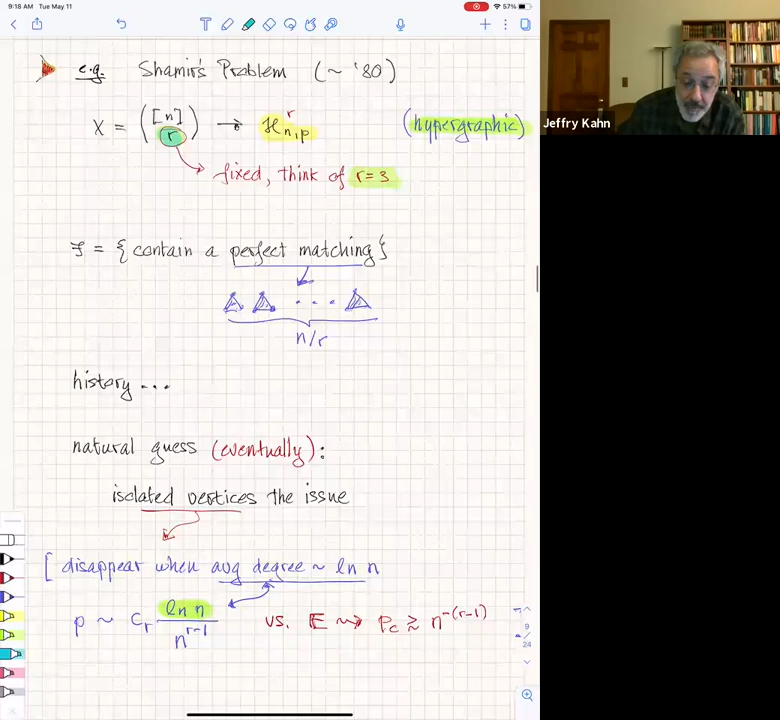 9:18 AM Tue May 11
57%
e.g. Shamir's Problem (~ '80)
X = ([n] r) → ℋ^r_{n,p} (hypergraphic)
fixed, think of r = 3
ℱ = {contain a perfect matching}
...
n/r
history ...
natural guess (eventually):
isolated vertices the issue
[disappear when avg degree ~ ln n
p ~ C_r ln n / n^{r-1} vs. E ⇝ p_c ≳ n^{-(r-1)}
9
24
Jeffry Kahn